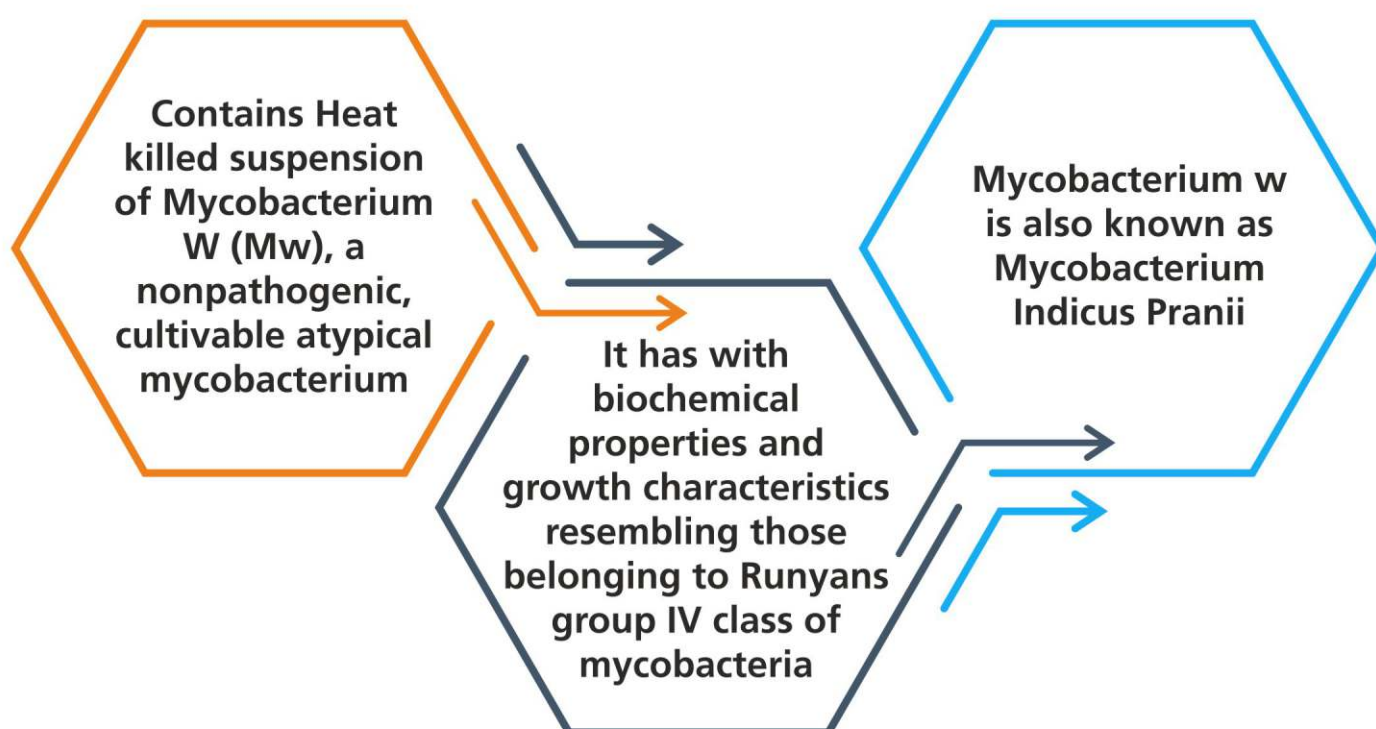 Contains Heat
killed suspension
of Mycobacterium
W (Mw), a
nonpathogenic,
cultivable atypical
mycobacterium
It has with
biochemical
properties and
growth characteristics
resembling those
belonging to Runyans
group IV class of
mycobacteria
Mycobacterium w
is also known as
Mycobacterium
Indicus Pranii